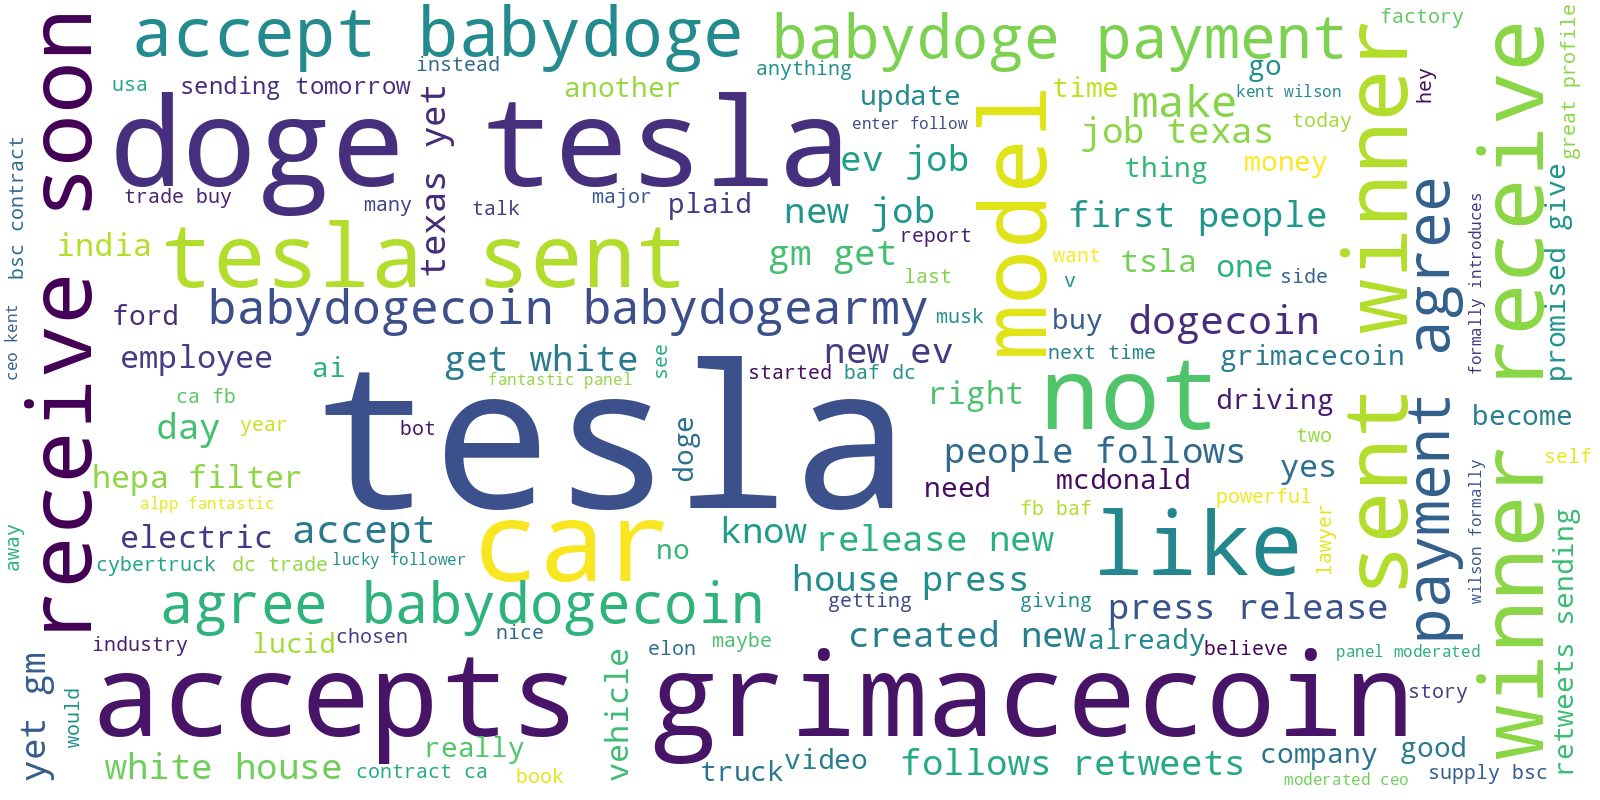 receive soon
accept babydoge
babydoge payment
factory
great profile
instead
anything
go
usa
sending tomorrow
another
update
time
make
kent wilson
hey
doge tesla
texas yet
enter follow
model
job texas
today
sent winner
winner receive
bsc contract
ev job
thing
money
trade buy
many
talk
major
plaid
new job
first people
payment agree
promised give
india
tesla sent
gm get
report
want
tsla
one
side
formally introduces
last
v
ceo kent
ford
babydogecoin babydogearmy
musk
buy
dogecoin
employee
ai
get white
see
new ev
next time
grimacecoin
fantastic panel
started
baf dc
right
not
driving
ca fb
day
year
bot
tesla
doge
people follows
two
become
hepa filter
need
mcdonald
yes
self
alpp fantastic
fb baf
powerful
electric
accept
car
know
release new
like
lawyer
wilson formally
away
cybertruck
dc trade
lucky follower
no
house press
agree babydogecoin
getting
giving
press release
retweets sending
industry
lucid
chosen
nice
elon
maybe
created new
already
believe
panel moderated
yet gm
would
accepts grimacecoin
vehicle
story
white house
really
contract ca
book
truck
video
follows retweets
company
good
moderated ceo
supply bsc